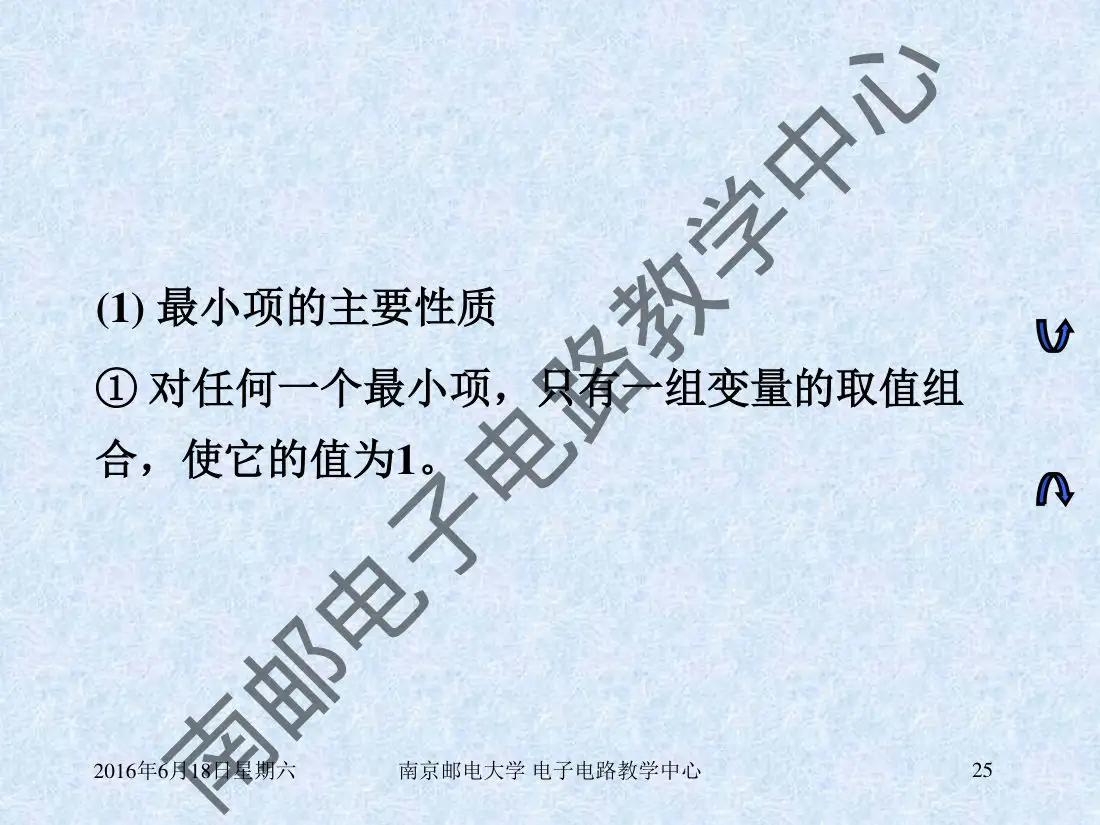 (1) 最小项的主要性质
① 对任何一个最小项，只有一组变量的取值组
合，使它的值为1。
南邮电子电路教学中心
2016年6月18日星期六 南京邮电大学 电子电路教学中心 25